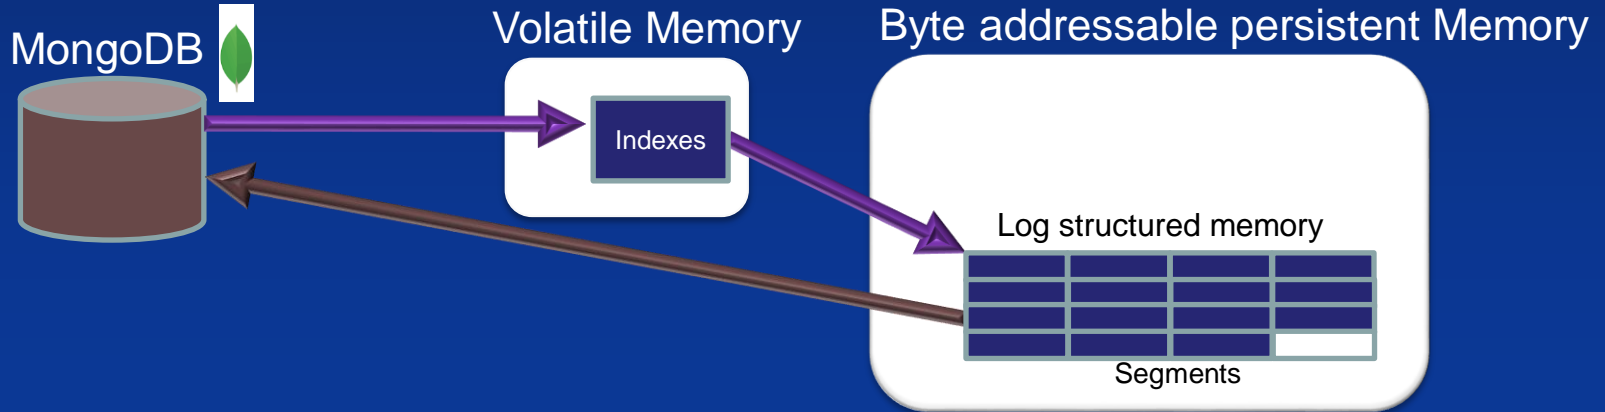 MongoDB
Volatile Memory
Byte addressable persistent Memory
Indexes
Log structured memory
Segments